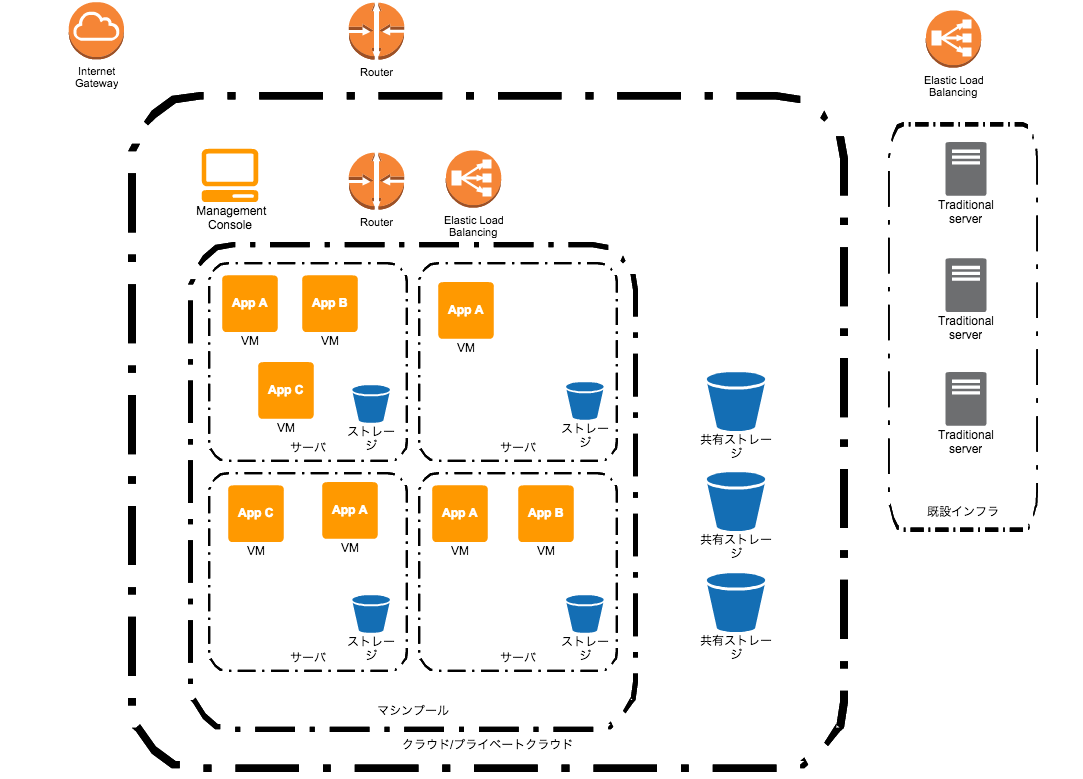 Internet
Gateway
Router
Elastic Load
Balancing
Management
Console
Router
Elastic Load
Balancing
App A
VM
App B
VM
App C
VM
ストレー
ジ
サーバ
App A
VM
ストレー
ジ
サーバ
App C
VM
App A
VM
ストレー
ジ
サーバ
App A
VM
App B
VM
ストレー
ジ
サーバ
マシンプール
共有ストレー
ジ
共有ストレー
ジ
共有ストレー
ジ
クラウド/プライベートクラウド
Traditional
server
Traditional
server
Traditional
server
既設インフラ